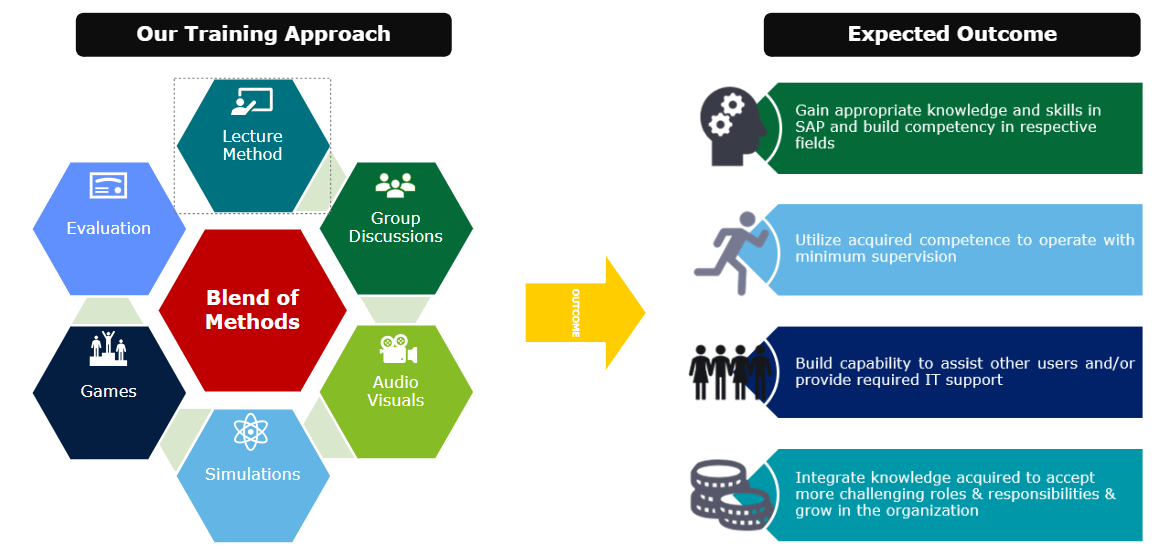 Our Training Approach
Expected Outcome
Lecture
Method
Group
Discussions
Audio
Visuals
Simulations
Games
Evaluation
Blend of
Methods
OUTCOME
Gain appropriate knowledge and skills in
SAP and build competency in respective
fields
Utilize acquired competence to operate with
minimum supervision
Build capability to assist other users and/or
provide required IT support
Integrate knowledge acquired to accept
more challenging roles & responsibilities &
grow in the organization